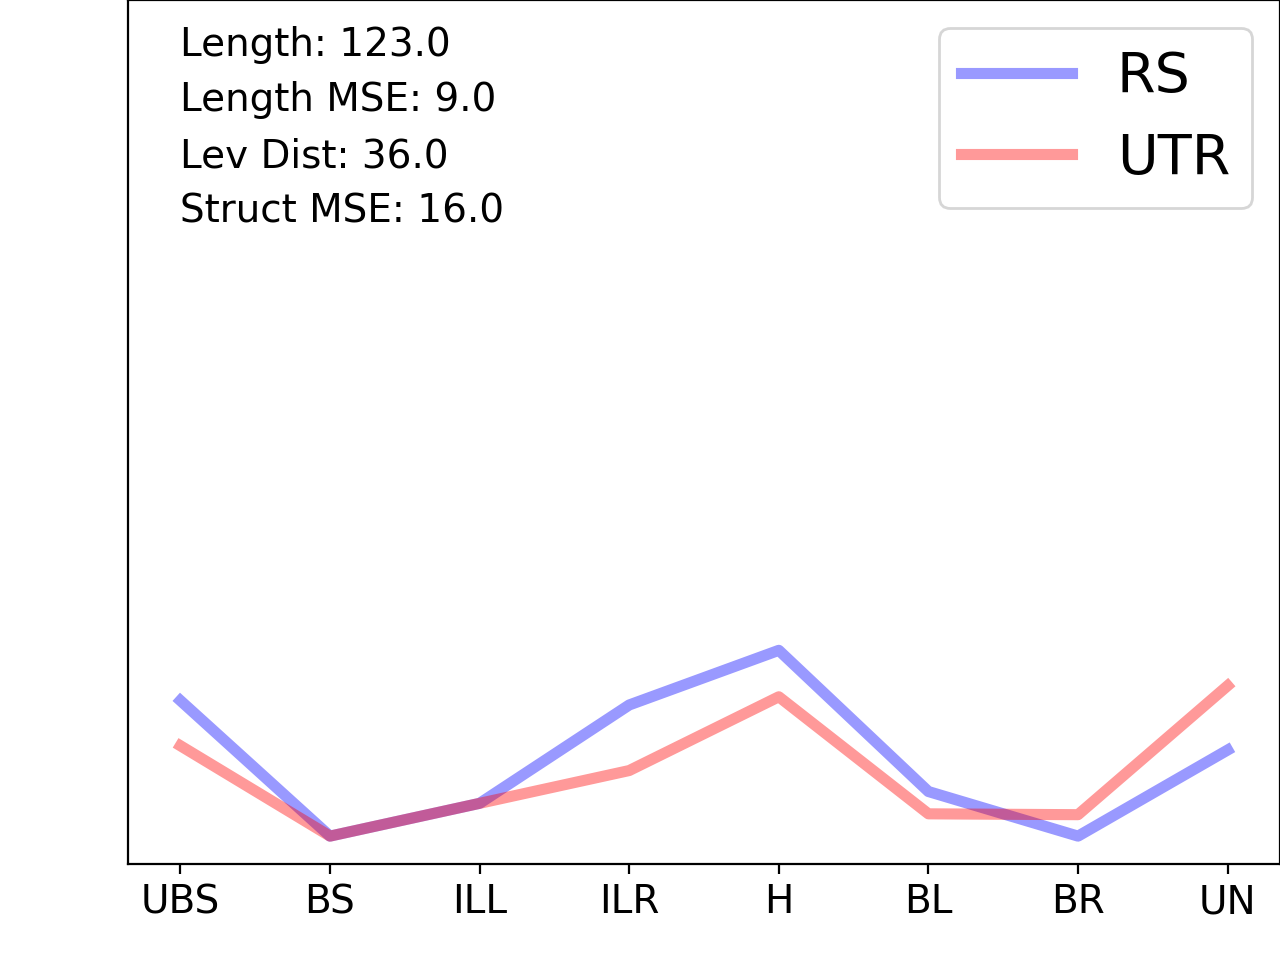 Length: 123.0
Length MSE: 9.0
Lev Dist: 36.0
Struct MSE: 16.0
RS
UTR
UBS BS ILL ILR H BL BR UN